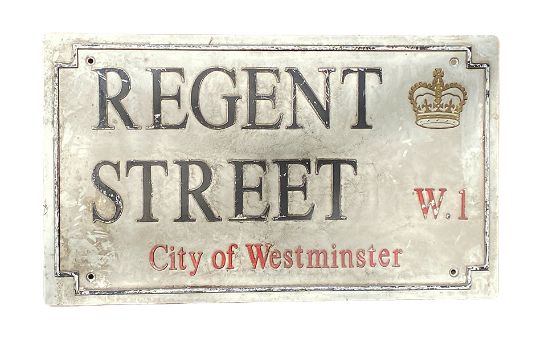 REGENT
STREET W.1
City of Westminster